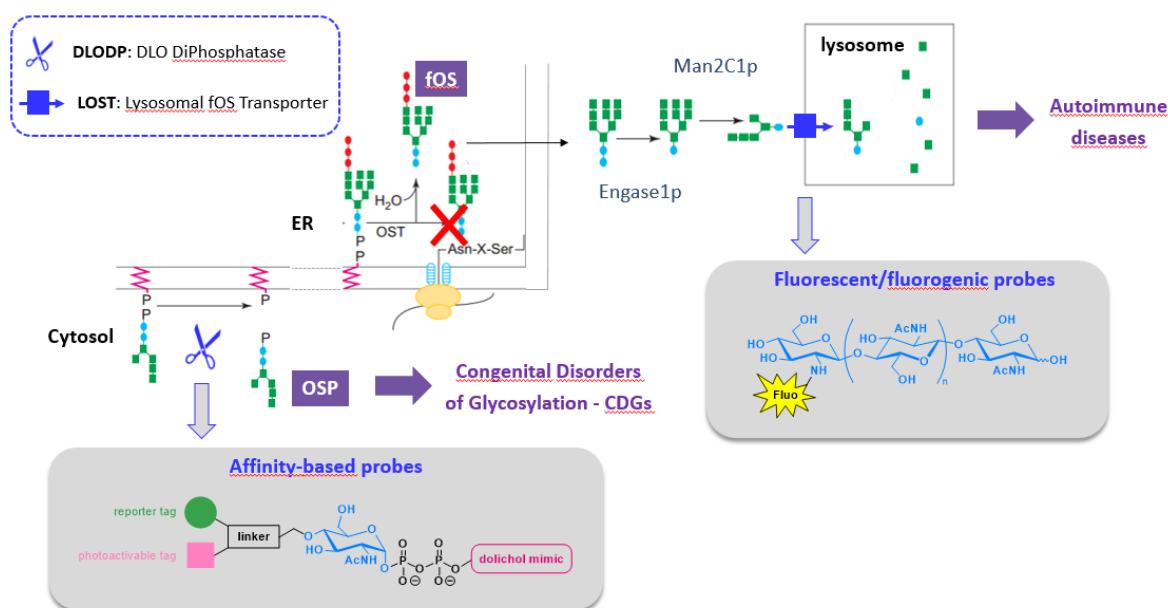 DLODP: DLO DiPhosphatase
LOST: Lysosomal fOS Transporter
fOS
H₂O
ER
OST
Asn-X-Ser
P
P
P
P
P
Cytosol
P
OSP
Congenital Disorders
of Glycosylation - CDGs
Engase1p
Man2C1p
lysosome
Autoimmune
diseases
Fluorescent/fluorogenic probes
OH
HO
HO
NH
Fluo
O
AcNH
HO
O
O
OH
n
O
OH
O
HO
AcNH
OH
Affinity-based probes
reporter tag
photoactivable tag
linker
OH
O
O
HO
AcNH
O
O
P
O⊖
O
O
P
O⊖
O
dolichol mimic